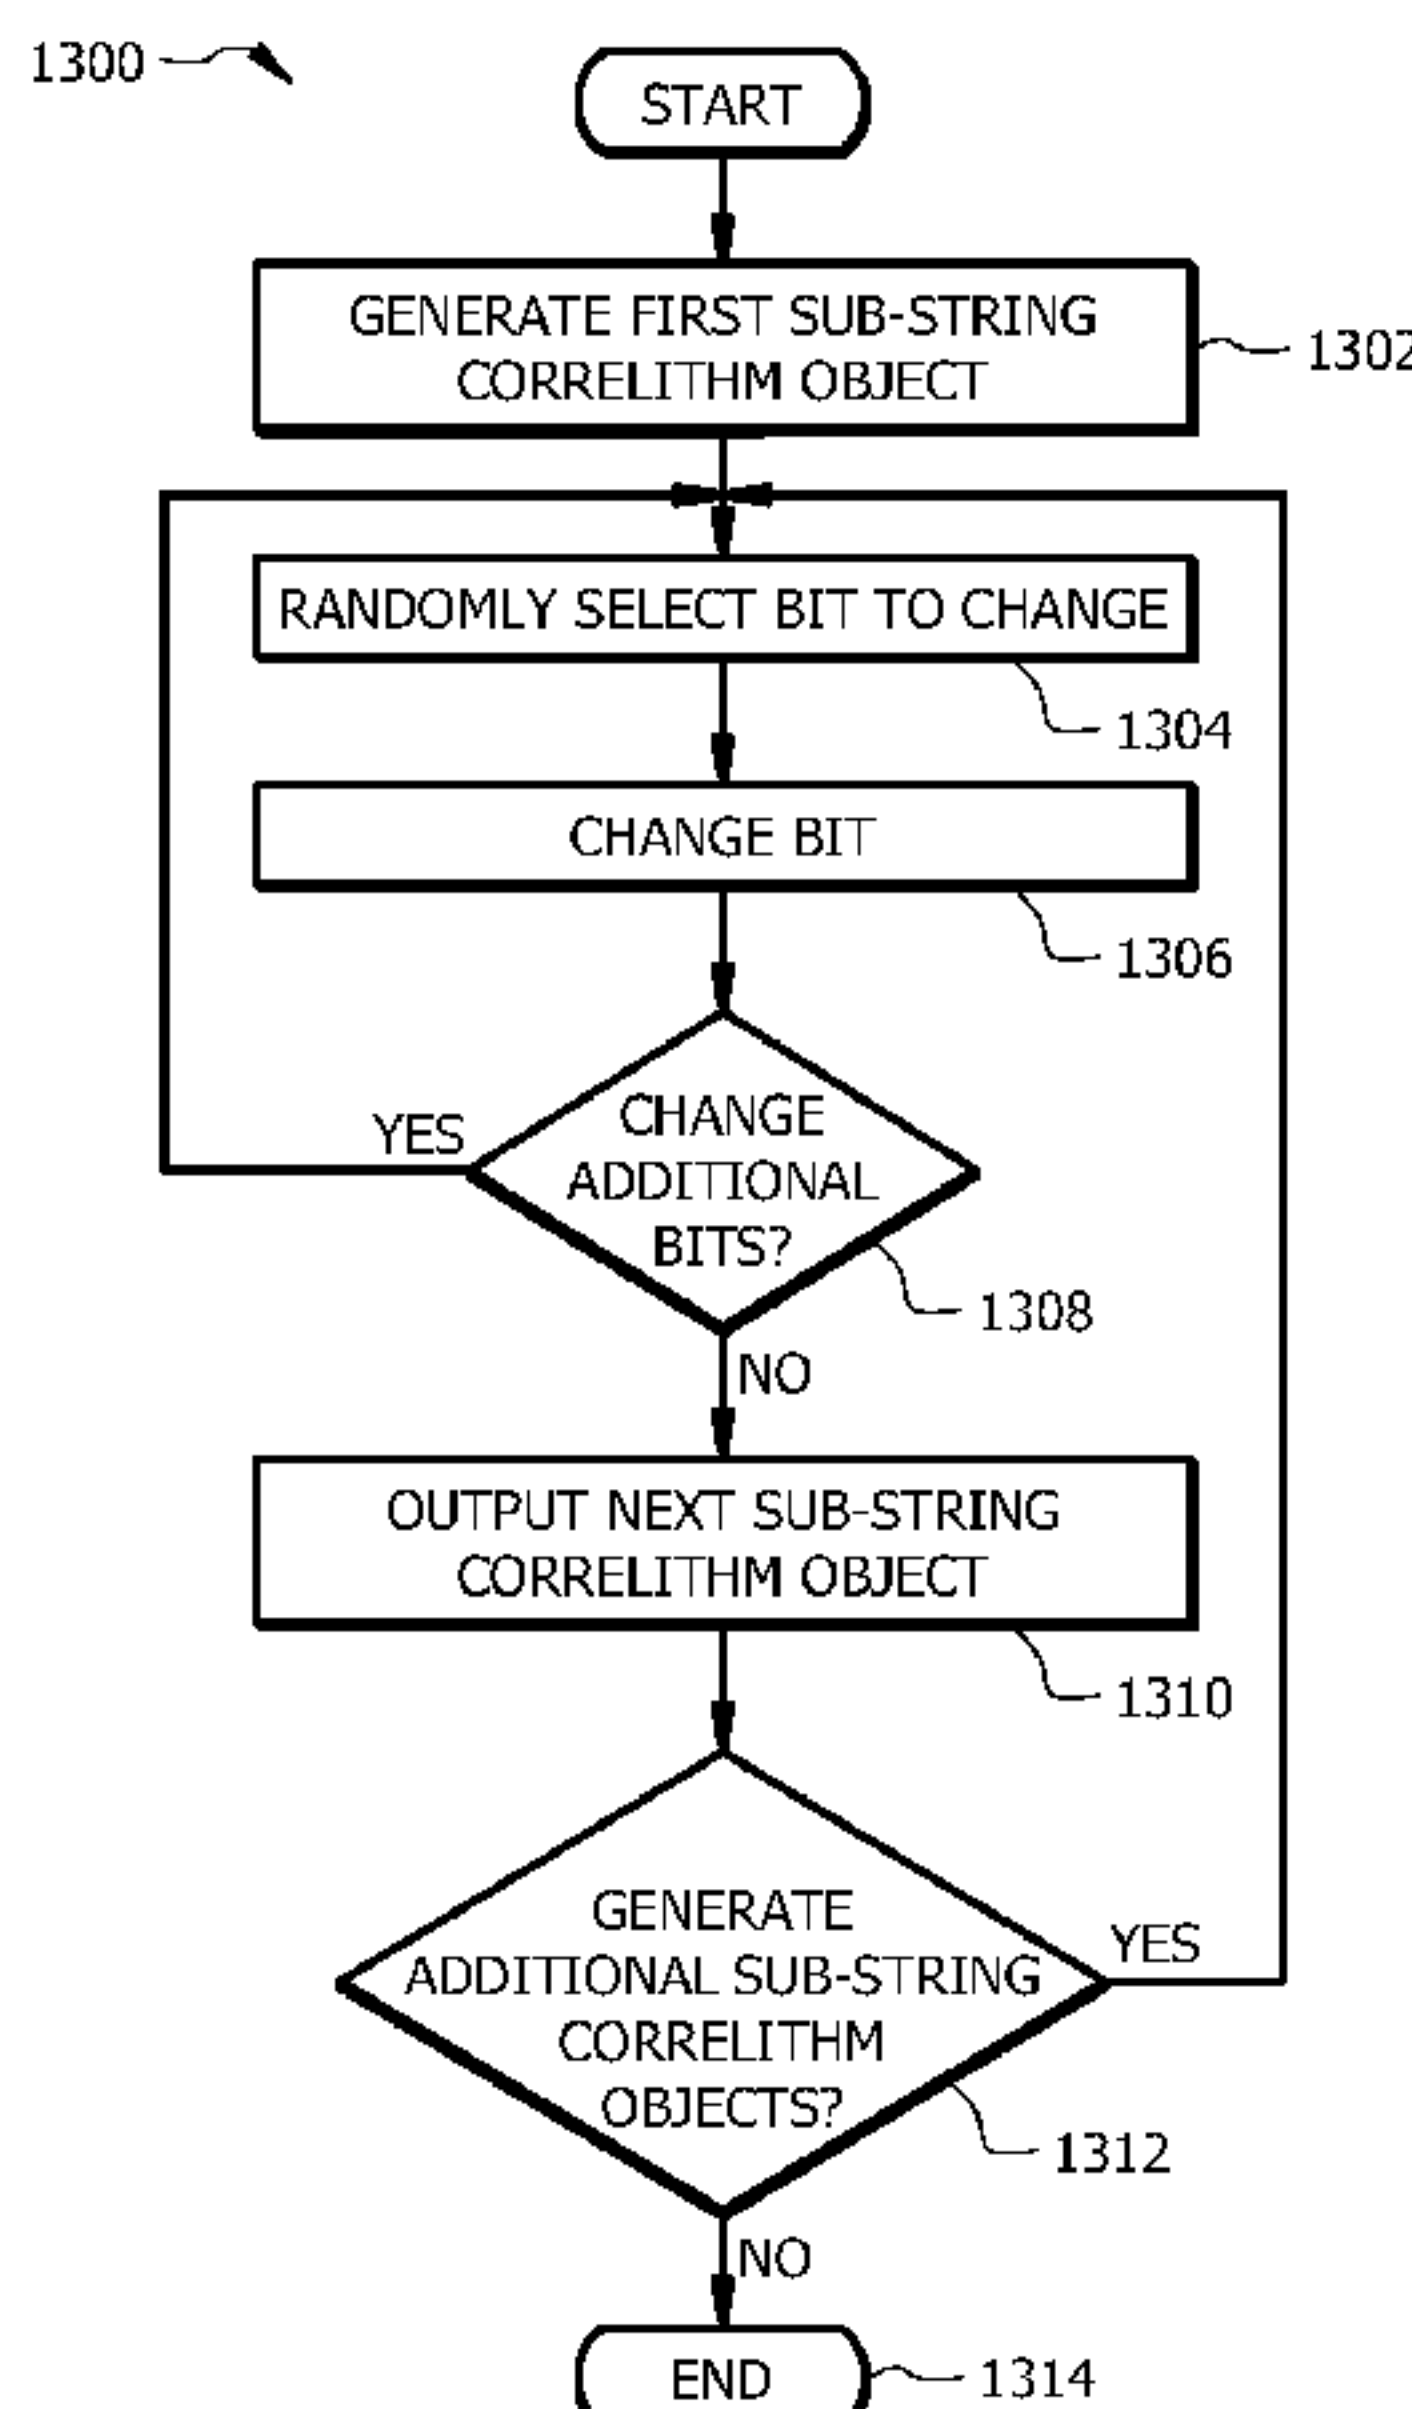 1300
START
GENERATE FIRST SUB-STRING
CORRELITHM OBJECT
1302
RANDOMLY SELECT BIT TO CHANGE
1304
CHANGE BIT
1306
YES
CHANGE
ADDITIONAL
BITS?
1308
NO
OUTPUT NEXT SUB-STRING
CORRELITHM OBJECT
1310
GENERATE
ADDITIONAL SUB-STRING
CORRELITHM
OBJECTS?
YES
1312
NO
END
1314